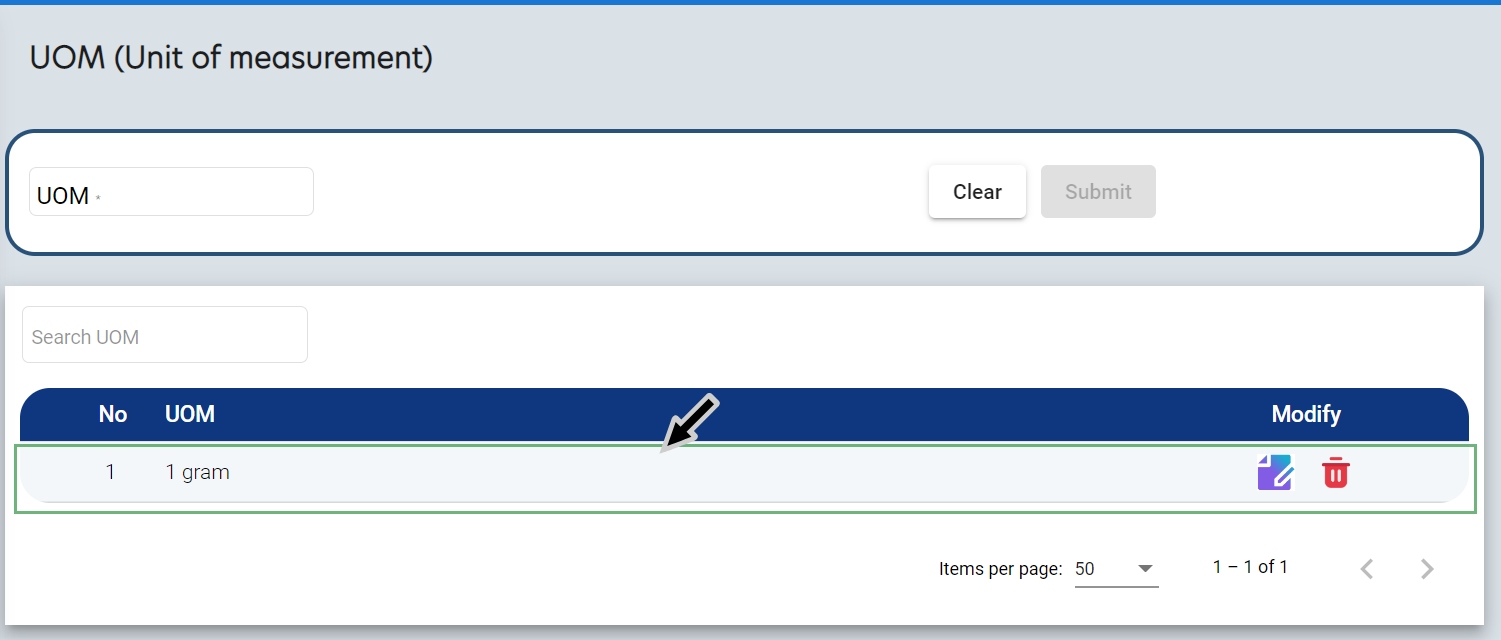 UOM (Unit of measurement)
UOM *
Clear
Submit
Search UOM
No UOM Modify
1 1 gram
Items per page: 50 1 – 1 of 1